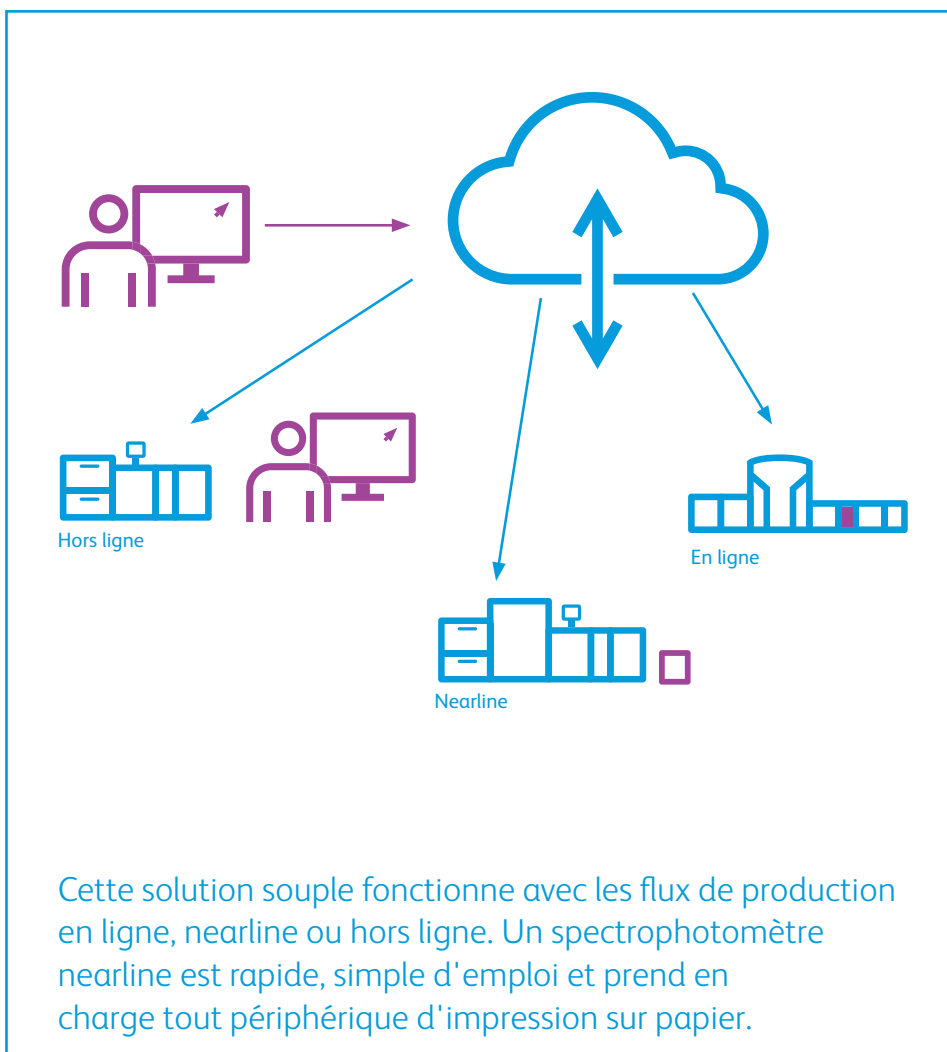 Hors ligne
En ligne
Nearline
Cette solution souple fonctionne avec les flux de production
en ligne, nearline ou hors ligne. Un spectrophotomètre
nearline est rapide, simple d'emploi et prend en
charge tout périphérique d'impression sur papier.